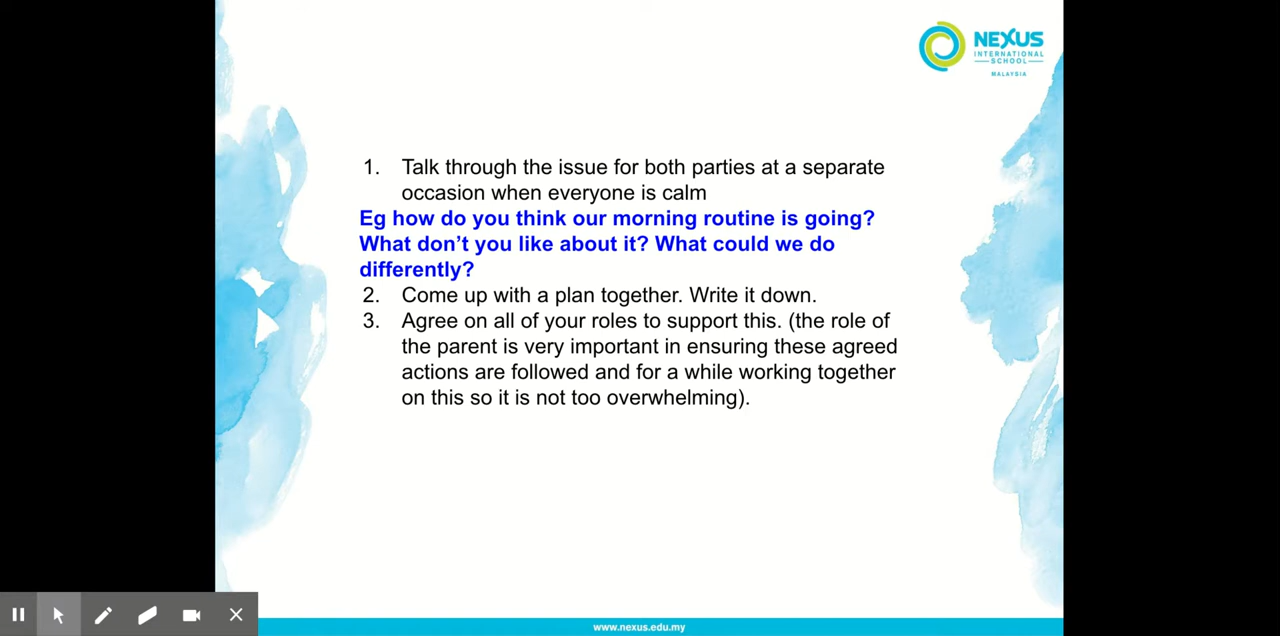 NEXUS
INTERNATIONAL
SCHOOL
MALAYSIA
1. Talk through the issue for both parties at a separate
occasion when everyone is calm
Eg how do you think our morning routine is going?
What don’t you like about it? What could we do
differently?
2. Come up with a plan together. Write it down.
3. Agree on all of your roles to support this. (the role of
the parent is very important in ensuring these agreed
actions are followed and for a while working together
on this so it is not too overwhelming).
www.nexus.edu.my